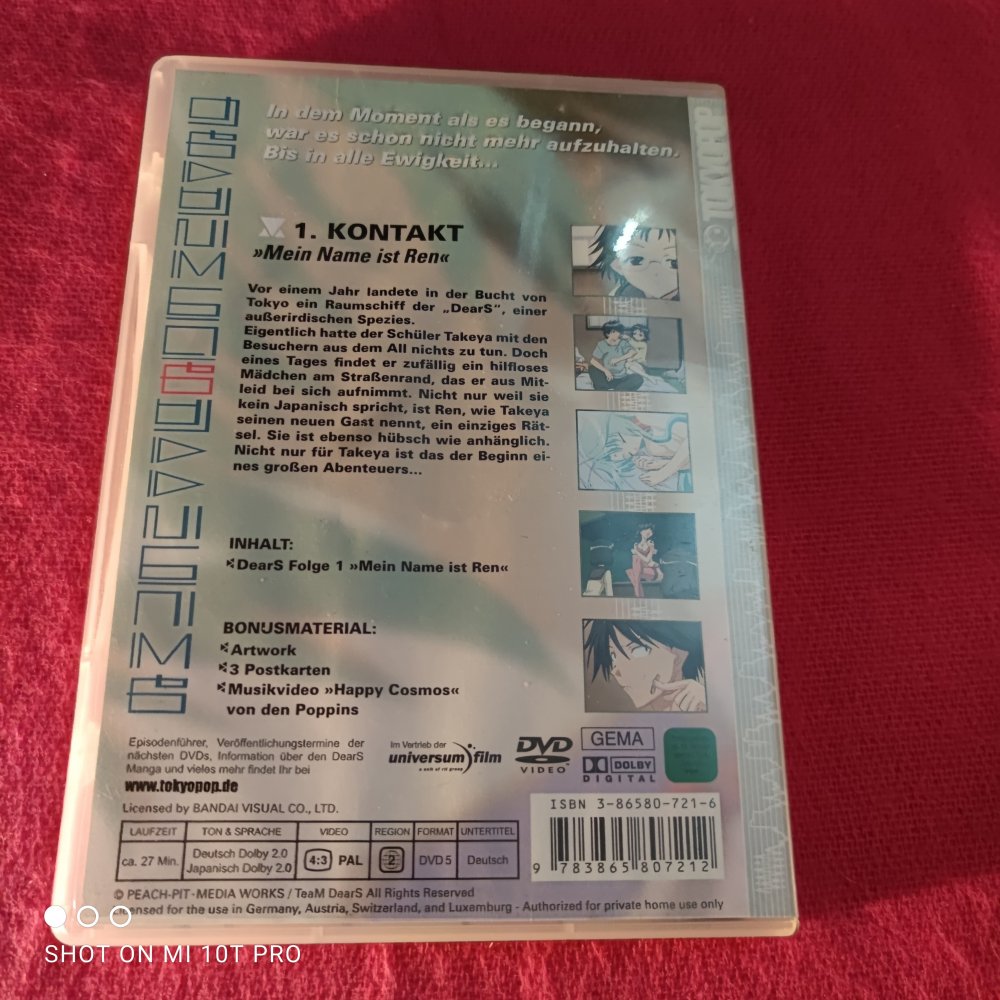 In dem Moment als es begann,
war es schon nicht mehr aufzuhalten.
Bis in alle Ewigkeit...
TOKYOPOP
1. KONTAKT
»Mein Name ist Ren«
Vor einem Jahr landete in der Bucht von
Tokyo ein Raumschiff der „DearS“, einer
außerirdischen Spezies.
Eigentlich hatte der Schüler Takeya mit den
Besuchern aus dem All nichts zu tun. Doch
eines Tages findet er zufällig ein hilfloses
Mädchen am Straßenrand, das er aus Mit-
leid bei sich aufnimmt. Nicht nur weil sie
kein Japanisch spricht, ist Ren, wie Takeya
seinen neuen Gast nennt, ein einziges Rät-
sel. Sie ist ebenso hübsch wie anhänglich.
Nicht nur für Takeya ist das der Beginn ei-
nes großen Abenteuers...
INHALT:
DearS Folge 1 »Mein Name ist Ren«
BONUSMATERIAL:
Artwork
3 Postkarten
Musikvideo »Happy Cosmos«
von den Poppins
Episodenführer, Veröffentlichungstermine der
nächsten DVDs, Information über den DearS
Manga und vieles mehr findet Ihr bei
www.tokyopop.de
Im Vertrieb der
universum film
DVD
VIDEO
GEMA
DOLBY
DIGITAL
Licensed by BANDAI VISUAL CO., LTD.
LAUFZEIT TON & SPRACHE VIDEO REGION FORMAT UNTERTITEL
ca. 27 Min. Deutsch Dolby 2.0 4:3 PAL 2 DVD 5 Deutsch
Japanisch Dolby 2.0
ISBN 3-86580-721-6
9 783865 807212
© PEACH-PIT · MEDIA WORKS / TeaM DearS All Rights Reserved
Licensed for the use in Germany, Austria, Switzerland, and Luxemburg - Authorized for private home use only
SHOT ON MI 10T PRO